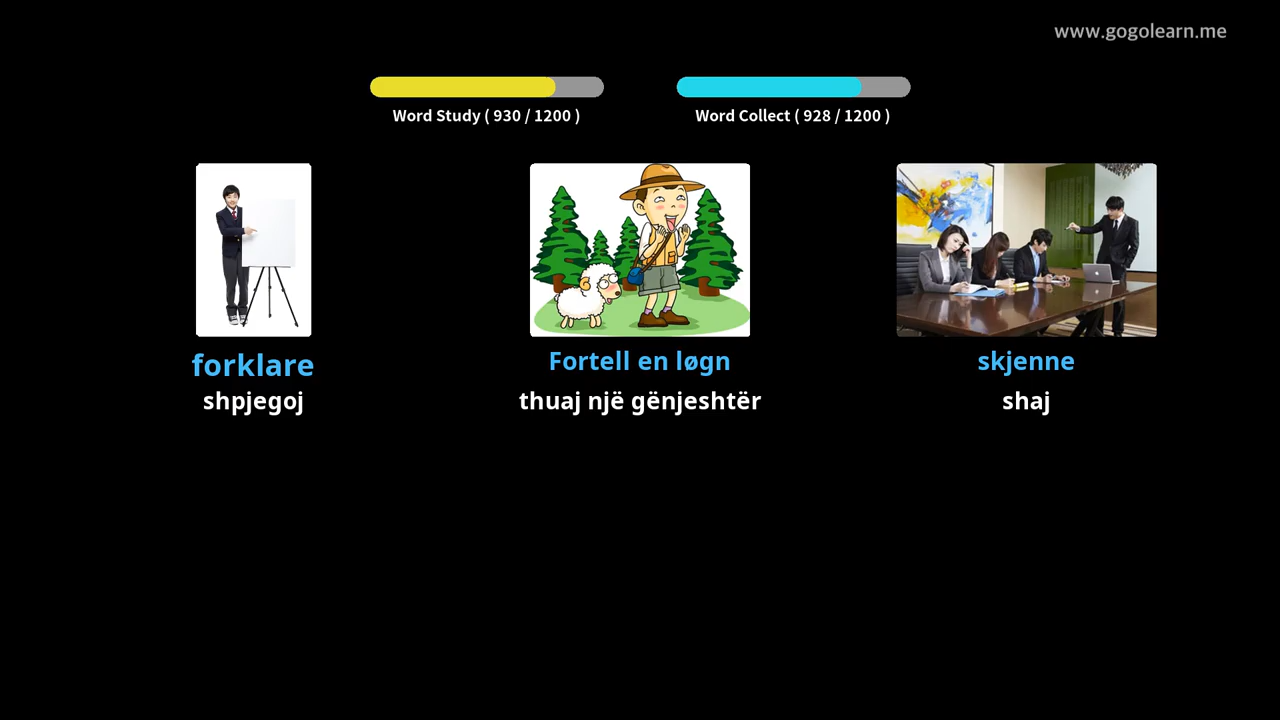 www.gogolearn.me
Word Study ( 930 / 1200 )
Word Collect ( 928 / 1200 )
forklare
Fortell en løgn
skjenne
shpjegoj
thuaj një gënjeshtër
shaj